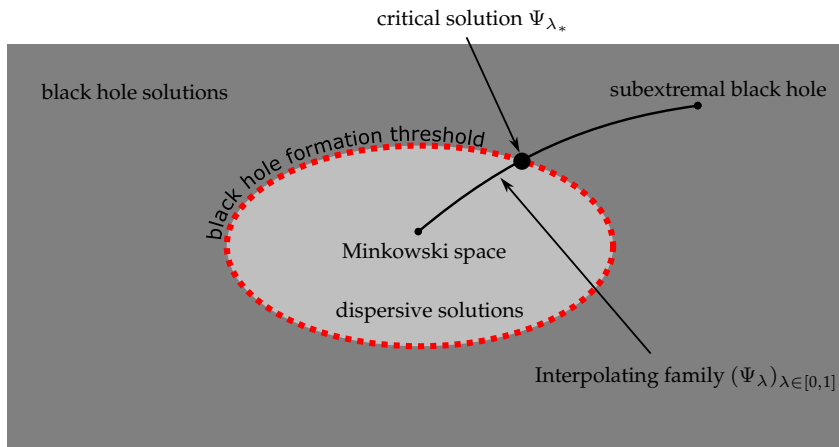 critical solution Ψ_{λ_*}
black hole solutions
subextremal black hole
black hole formation threshold
Minkowski space
dispersive solutions
Interpolating family (Ψ_λ)_{λ∈[0,1]}